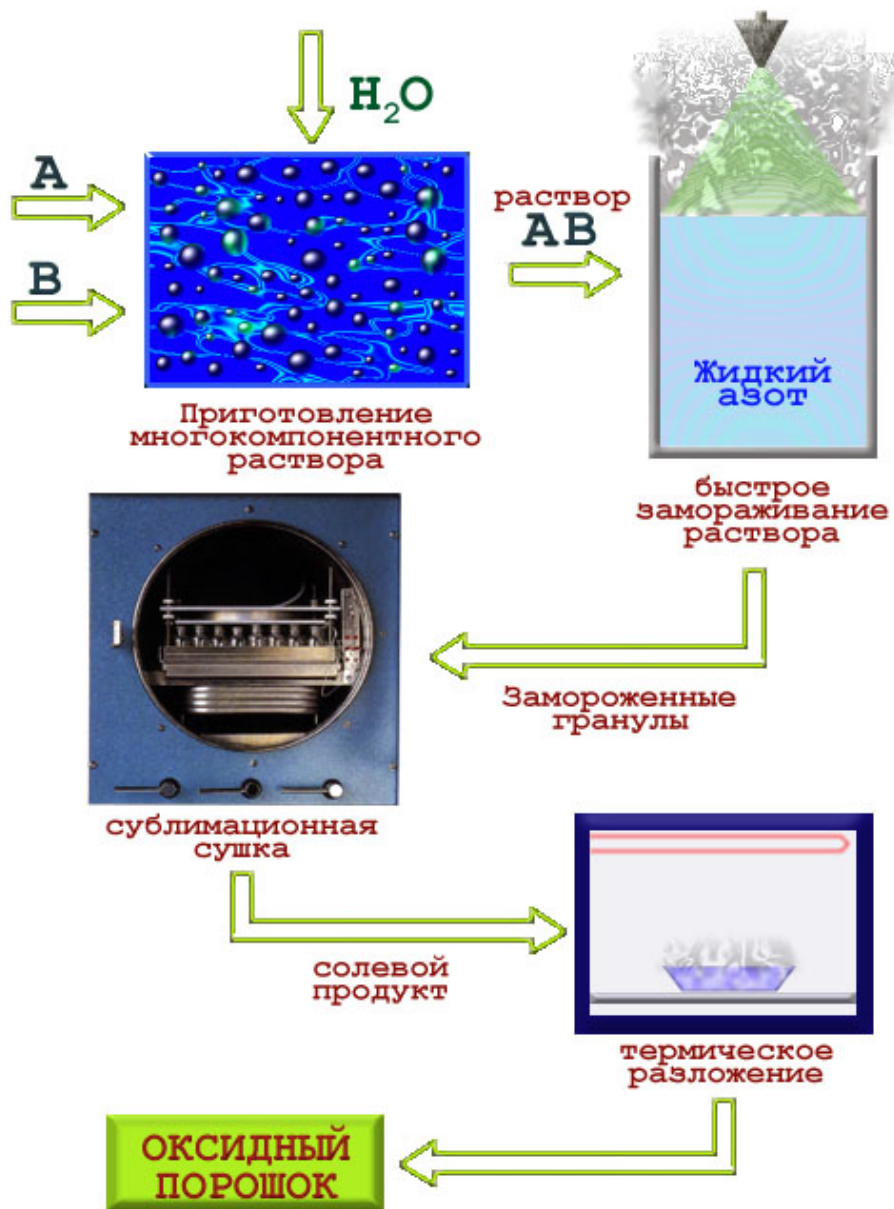 H₂O
A
B
Приготовление
многокомпонентного
раствора
раствор
AB
Жидкий
азот
быстрое
замораживание
раствора
Замороженные
гранулы
сублимационная
сушка
солевой
продукт
термическое
разложение
ОКСИДНЫЙ
ПОРОШОК